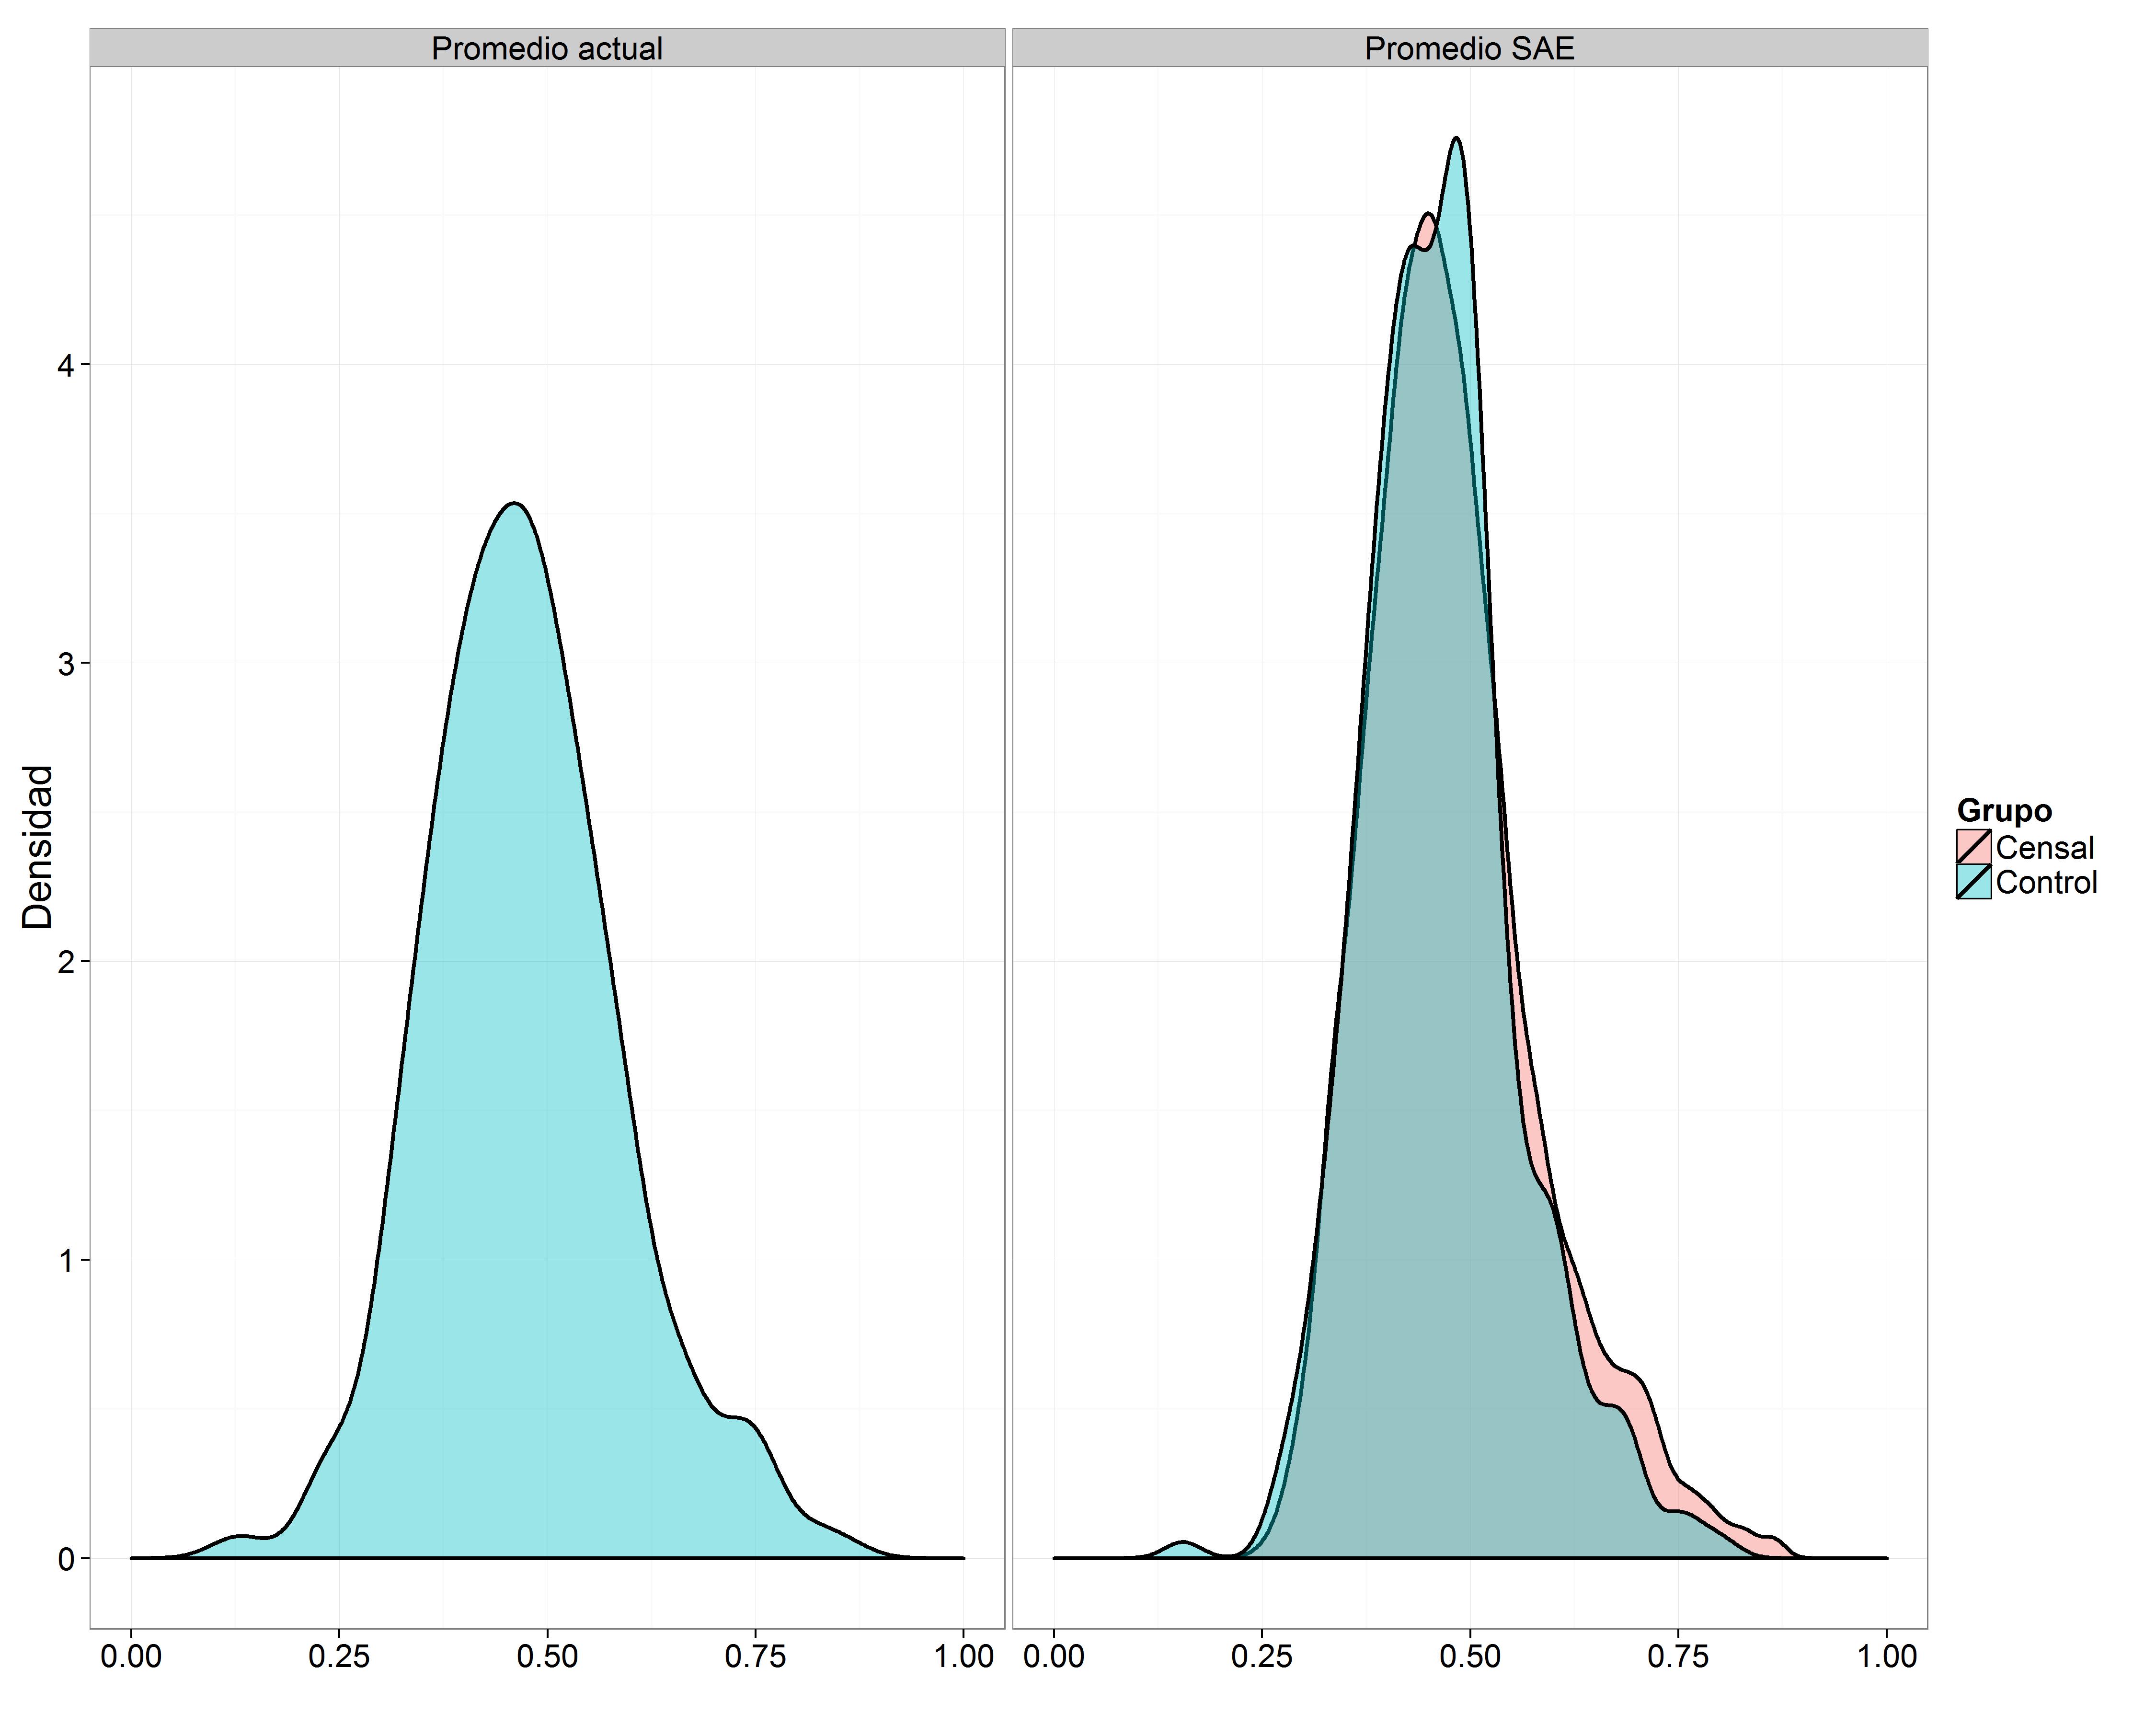 Promedio actual
Promedio SAE
Densidad
4
3
2
1
0
0.00 0.25 0.50 0.75 1.00
0.00 0.25 0.50 0.75 1.00
Grupo
Censal
Control